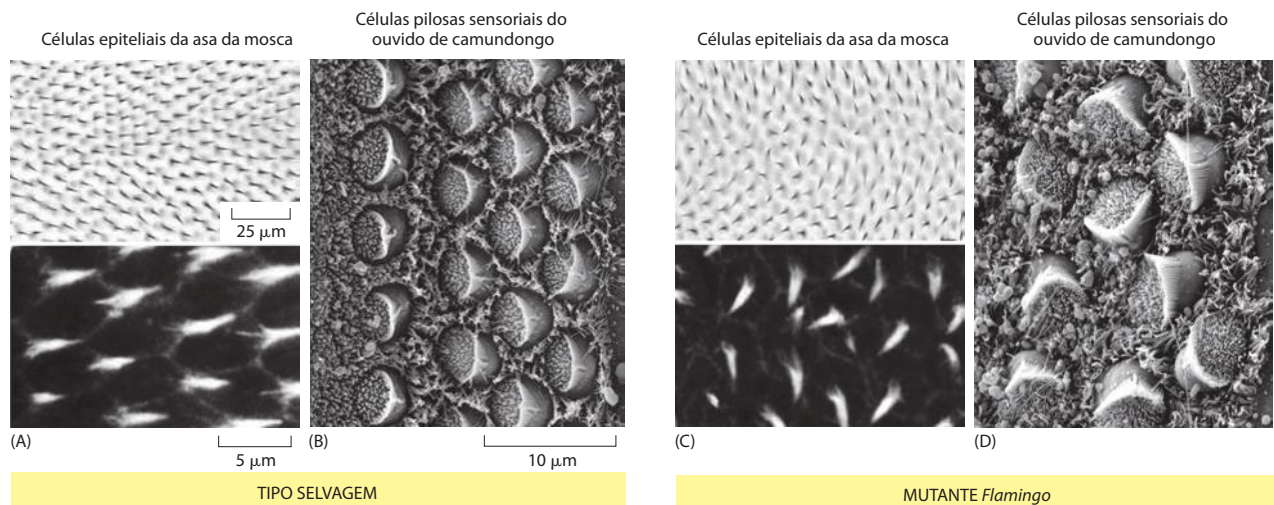 Células epiteliais da asa da mosca
Células pilosas sensoriais do
ouvido de camundongo
25 μm
(A)
5 μm
(B)
10 μm
TIPO SELVAGEM
Células epiteliais da asa da mosca
Células pilosas sensoriais do
ouvido de camundongo
(C)
(D)
MUTANTE Flamingo